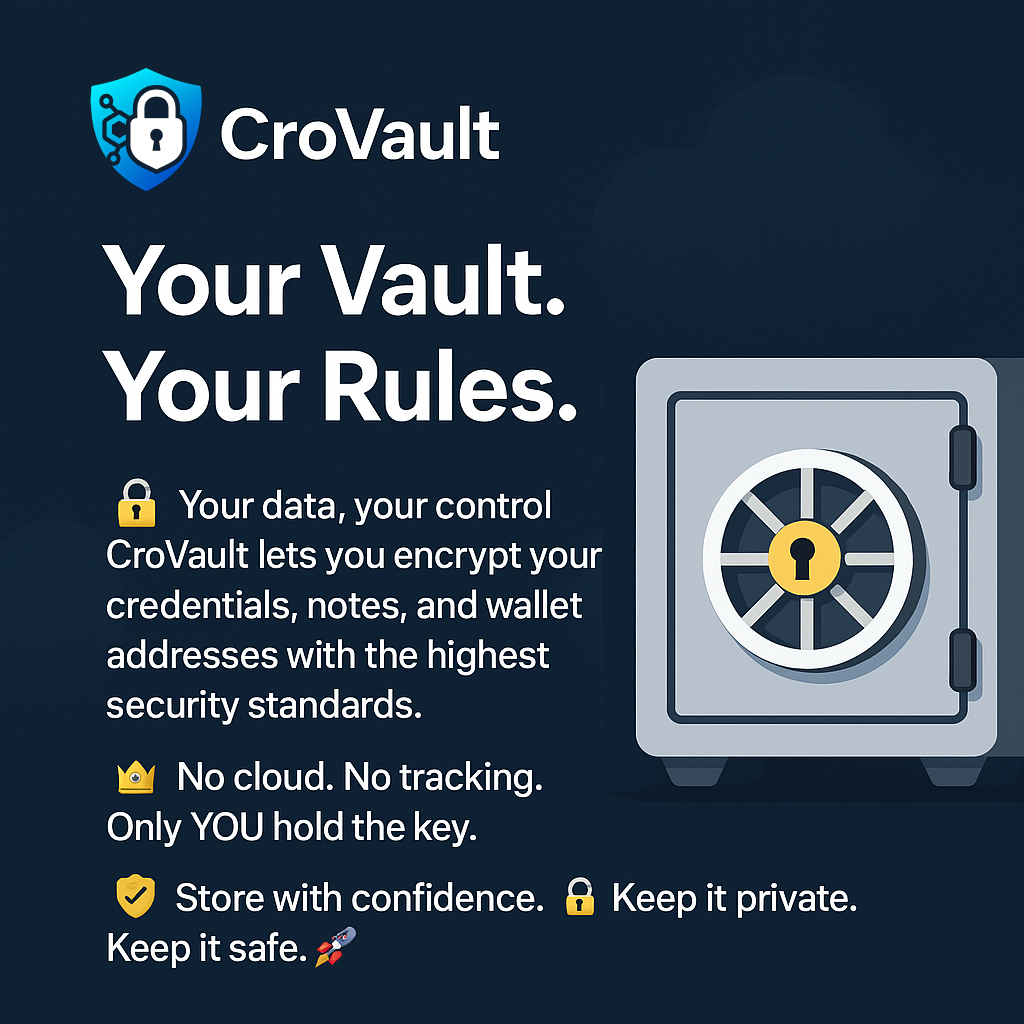 CroVault
Your Vault.
Your Rules.
🔒 Your data, your control
CroVault lets you encrypt your
credentials, notes, and wallet
addresses with the highest
security standards.
👑 No cloud. No tracking.
Only YOU hold the key.
Store with confidence. 🔒 Keep it private.
Keep it safe. 🚀